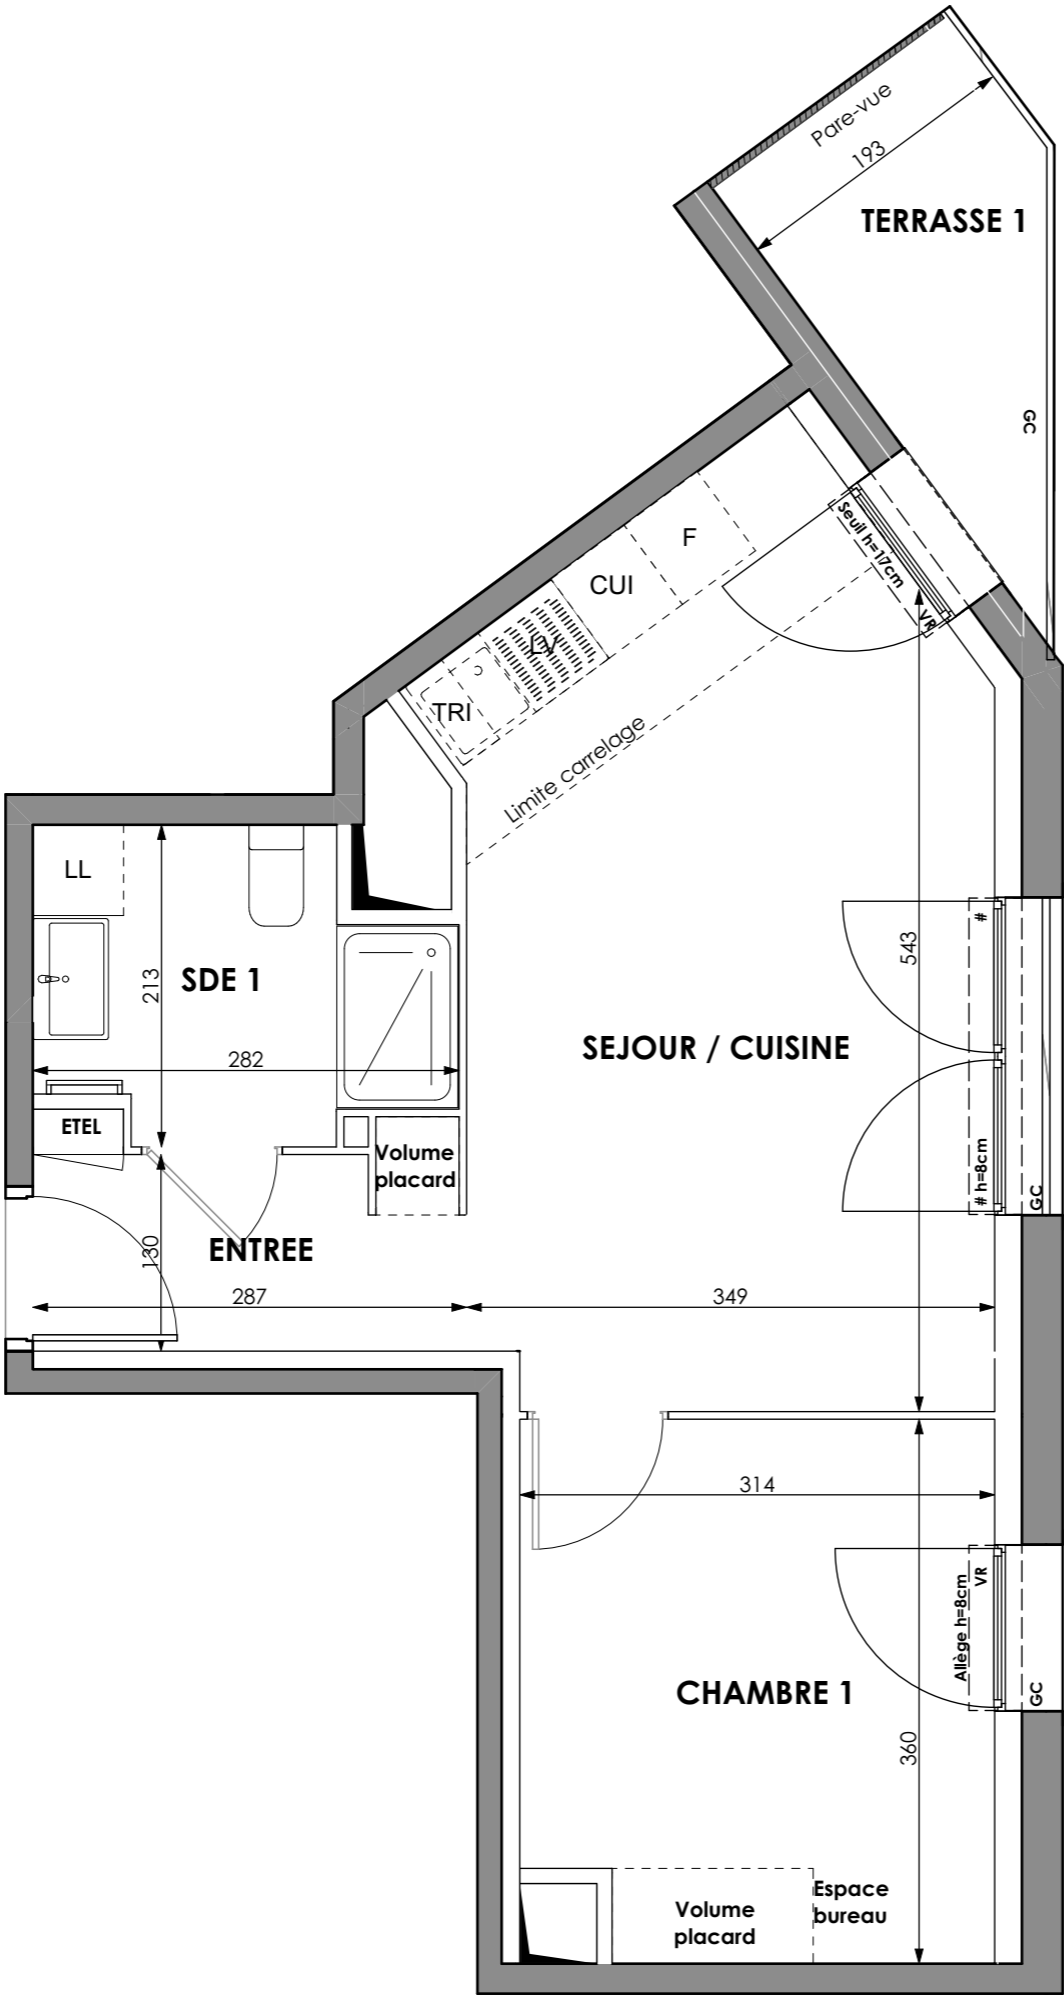 Pare-vue
193
TERRASSE 1
GC
Seuil h=17cm
VR
F
CUI
LV
TRI
Limite carrelage
LL
213
SDE 1
282
543
#
SEJOUR / CUISINE
ETEL
Volume
placard
# h=8cm
GC
130
ENTREE
287
349
314
Allège h=8cm
VR
CHAMBRE 1
GC
360
Espace
bureau
Volume
placard